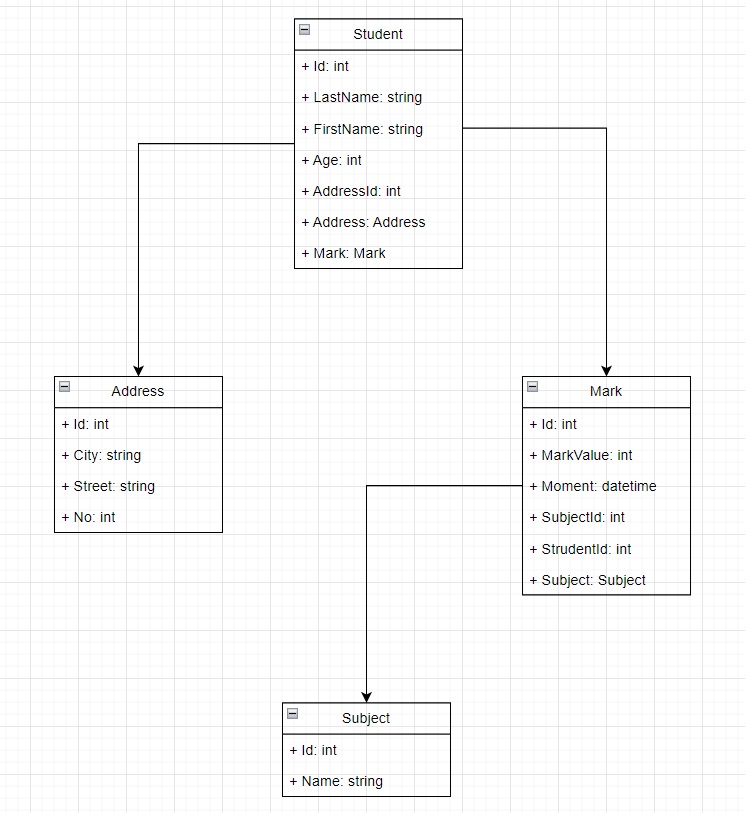 Student
+ Id: int
+ LastName: string
+ FirstName: string
+ Age: int
+ AddressId: int
+ Address: Address
+ Mark: Mark
Address
+ Id: int
+ City: string
+ Street: string
+ No: int
Mark
+ Id: int
+ MarkValue: int
+ Moment: datetime
+ SubjectId: int
+ StrudentId: int
+ Subject: Subject
Subject
+ Id: int
+ Name: string